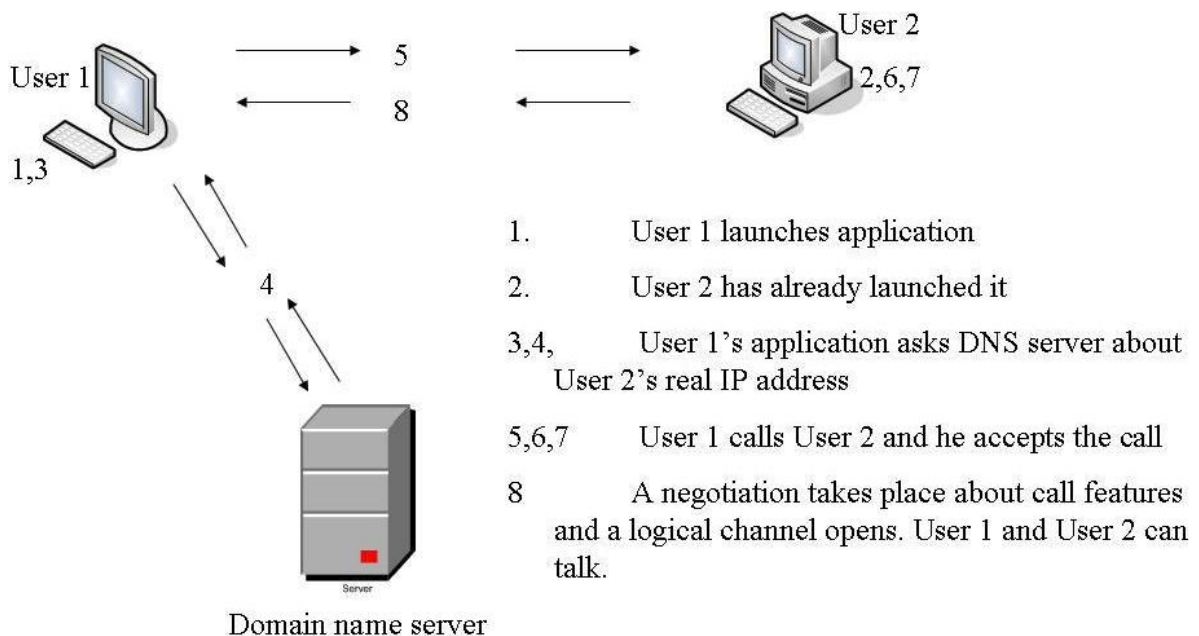 User 2
5
User 1
2,6,7
8
1,3
4
1. User 1 launches application
2. User 2 has already launched it
3,4, User 1’s application asks DNS server about
User 2’s real IP address
5,6,7 User 1 calls User 2 and he accepts the call
8 A negotiation takes place about call features
and a logical channel opens. User 1 and User 2 can
talk.
Server
Domain name server